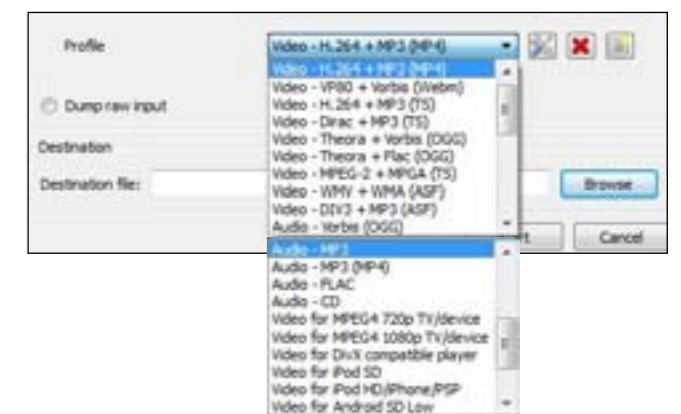 Profile
Video - H.264 + MP3 (MP4)
Video - H.264 + MP3 (MP4)
Video - VP80 + Vorbis (Webm)
Video - H.264 + MP3 (TS)
Dump raw input
Video - Dirac + MP3 (TS)
Video - Theora + Vorbis (OGG)
Destination
Video - Theora + Flac (OGG)
Video - MPEG-2 + MPGA (TS)
Destination file:
Browse
Video - WMV + WMA (ASF)
Video - DIV3 + MP3 (ASF)
Audio - Vorbis (OGG)
Cancel
Audio - MP3
Audio - MP3 (MP4)
Audio - FLAC
Audio - CD
Video for MPEG4 720p TV/device
Video for MPEG4 1080p TV/device
Video for DivX compatible player
Video for iPod SD
Video for iPod HD/iPhone/PSP
Video for Android SD Low